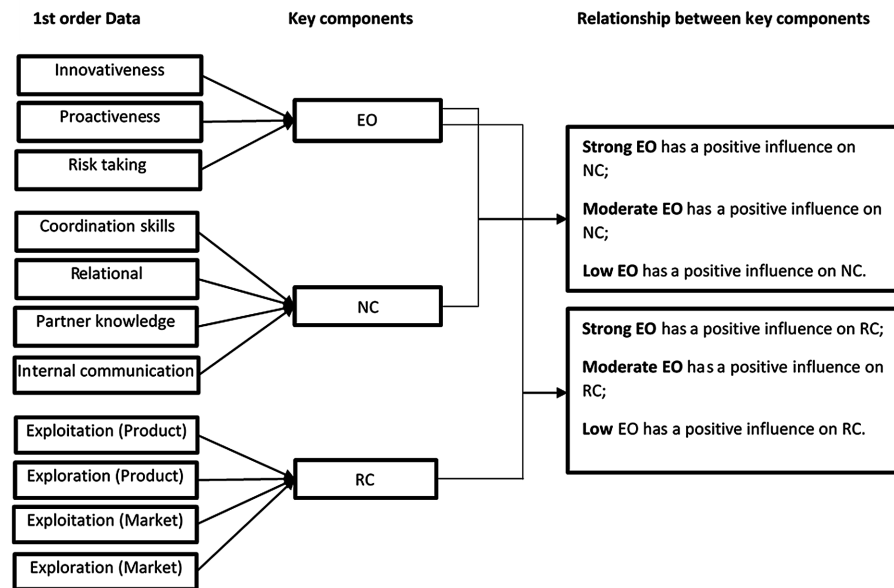 1st order Data
Key components
Relationship between key components
Innovativeness
Proactiveness
Risk taking
EO
Coordination skills
Relational
Partner knowledge
Internal communication
NC
Exploitation (Product)
Exploration (Product)
Exploitation (Market)
Exploration (Market)
RC
Strong EO has a positive influence on
NC;
Moderate EO has a positive influence on
NC;
Low EO has a positive influence on NC.
Strong EO has a positive influence on RC;
Moderate EO has a positive influence on
RC;
Low EO has a positive influence on RC.